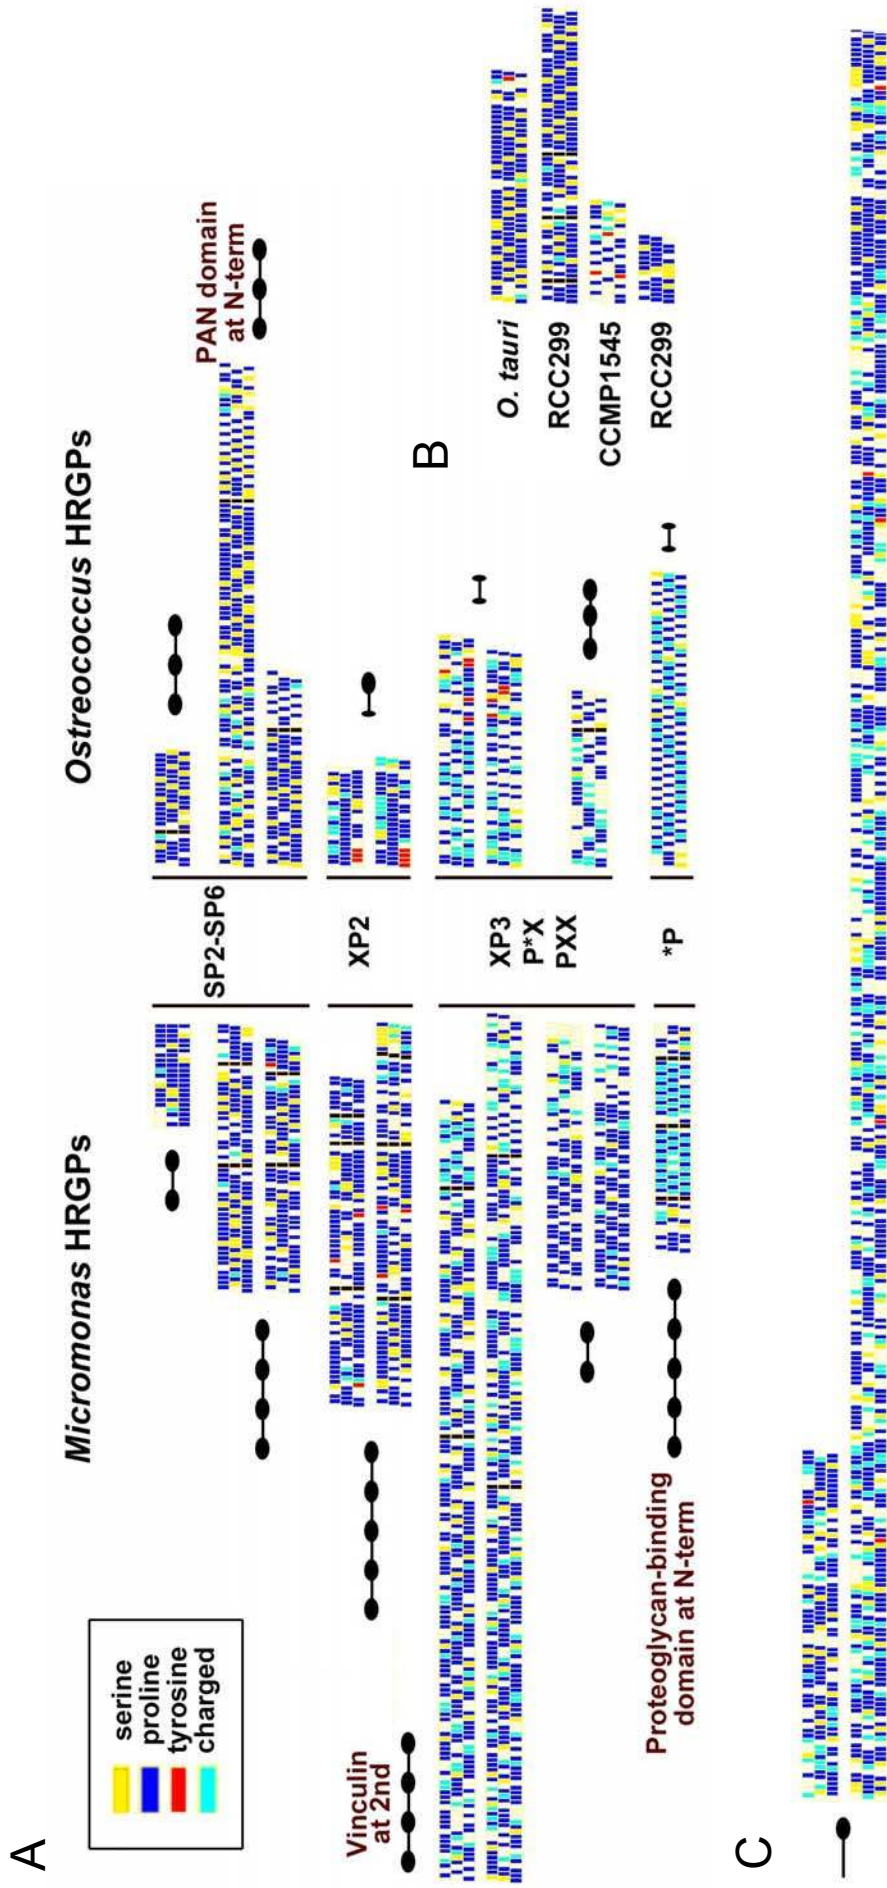 A
serine
proline
tyrosine
charged
Micromonas HRGPs
Ostreococcus HRGPs
SP2-SP6
PAN domain
at N-term
XP2
Vinculin
at 2nd
XP3
P*X
PXX
*P
Proteoglycan-binding
domain at N-term
B
O. tauri
RCC299
CCMP1545
RCC299
C